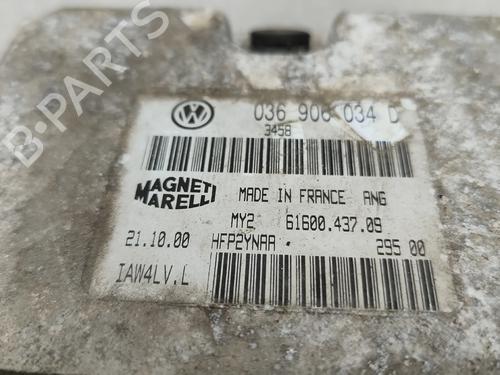 036 906 034 D
3458
MAGNETI
MARELLI
MADE IN FRANCE ANG
MY2 61600.437.09
21.10.00 HFP2YNAA 295 00
IAW4LV.L
B-PARTS